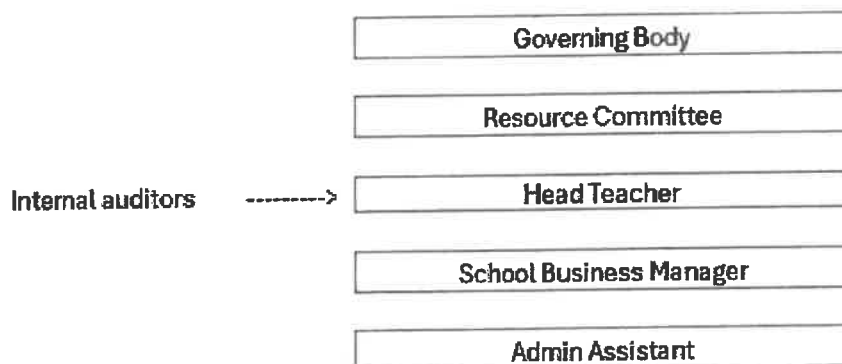 Governing Body
Resource Committee
Internal auditors --------> Head Teacher
School Business Manager
Admin Assistant